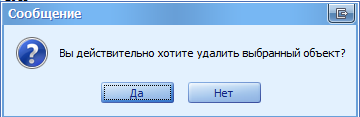 Сообщение
Вы действительно хотите удалить выбранный объект?
Да
Нет